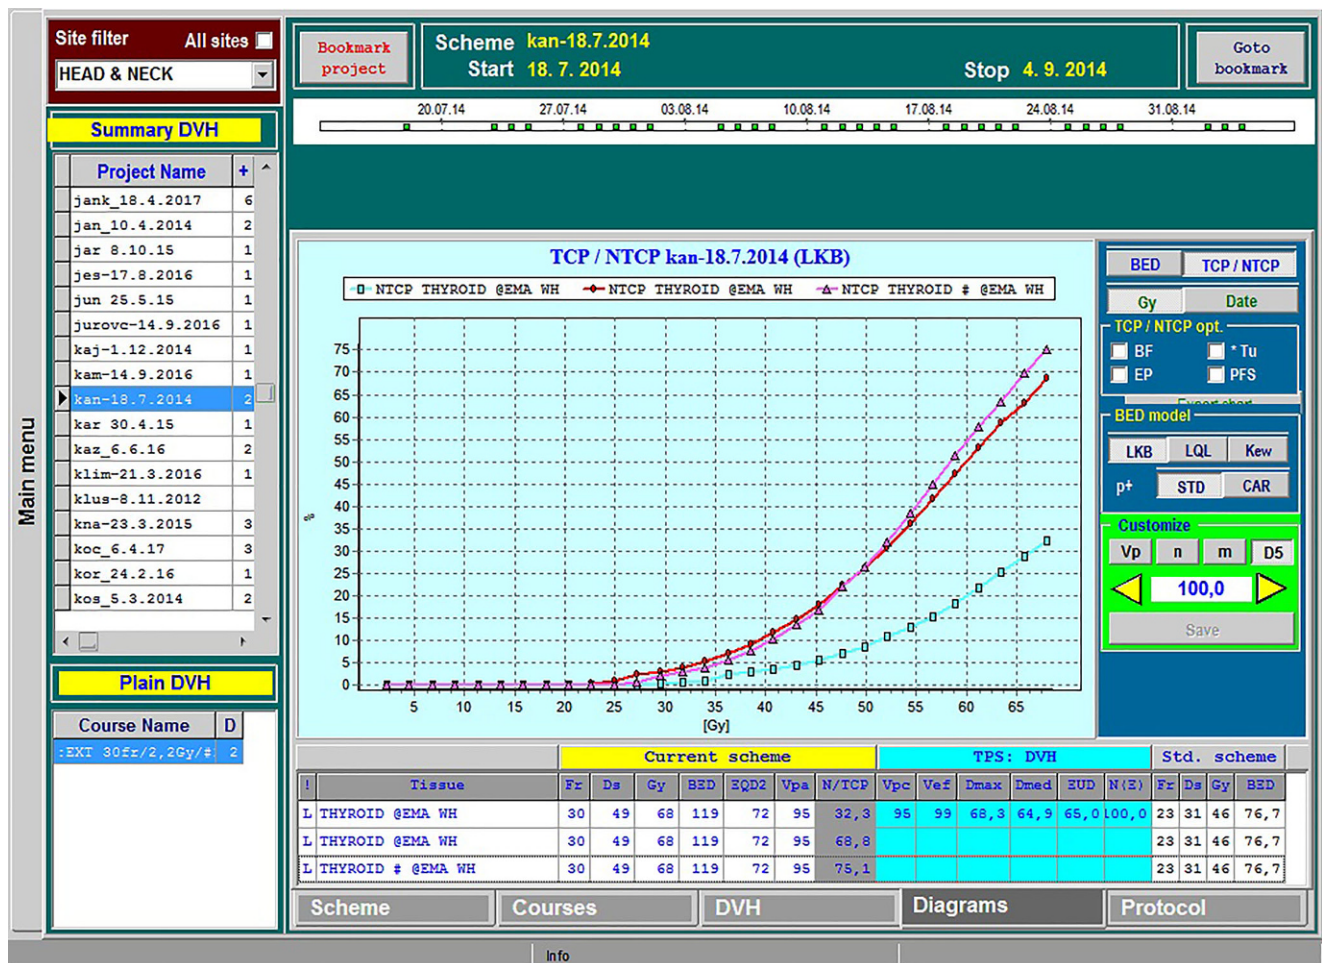 Main menu
Site filter All sites
HEAD & NECK
Summary DVH
Project Name +
jank_18.4.2017 6
jan_10.4.2014 2
jar 8.10.15 1
jes-17.8.2016 1
jun 25.5.15 1
jurovc-14.9.2016 1
kaj-1.12.2014 1
kam-14.9.2016 1
kan-18.7.2014 2
kar 30.4.15 1
kaz_6.6.16 2
klim-21.3.2016 1
klus-8.11.2012
kna-23.3.2015 3
koc_6.4.17 3
kor_24.2.16 1
kos_5.3.2014 2
Plain DVH
Course Name D
:EXT 30fr/2,2Gy/#: 2
Bookmark
project
Scheme kan-18.7.2014
Start 18. 7. 2014 Stop 4. 9. 2014
Goto
bookmark
20.07.14 27.07.14 03.08.14 10.08.14 17.08.14 24.08.14 31.08.14
TCP / NTCP kan-18.7.2014 (LKB)
NTCP THYROID @EMA WH NTCP THYROID @EMA WH NTCP THYROID # @EMA WH
75
70
65
60
55
50
45
40
35
30
25
20
15
10
5
0
%
5 10 15 20 25 30 35 40 45 50 55 60 65
[Gy]
BED TCP / NTCP
Gy Date
TCP / NTCP opt.
BF * Tu
EP PFS
Export chart
BED model
LKB LQL Kew
p+ STD CAR
Customize
Vp n m D5
100,0
Save
Current scheme TPS: DVH Std. scheme
! Tissue Fr Ds Gy BED EQD2 Vpa N/TCP Vpc Vef Dmax Dmed EUD N(E) Fr Ds Gy BED
L THYROID @EMA WH 30 49 68 119 72 95 32,3 95 99 68,3 64,9 65,0 100,0 23 31 46 76,7
L THYROID @EMA WH 30 49 68 119 72 95 68,8 23 31 46 76,7
L THYROID # @EMA WH 30 49 68 119 72 95 75,1 23 31 46 76,7
Scheme Courses DVH Diagrams Protocol
Info